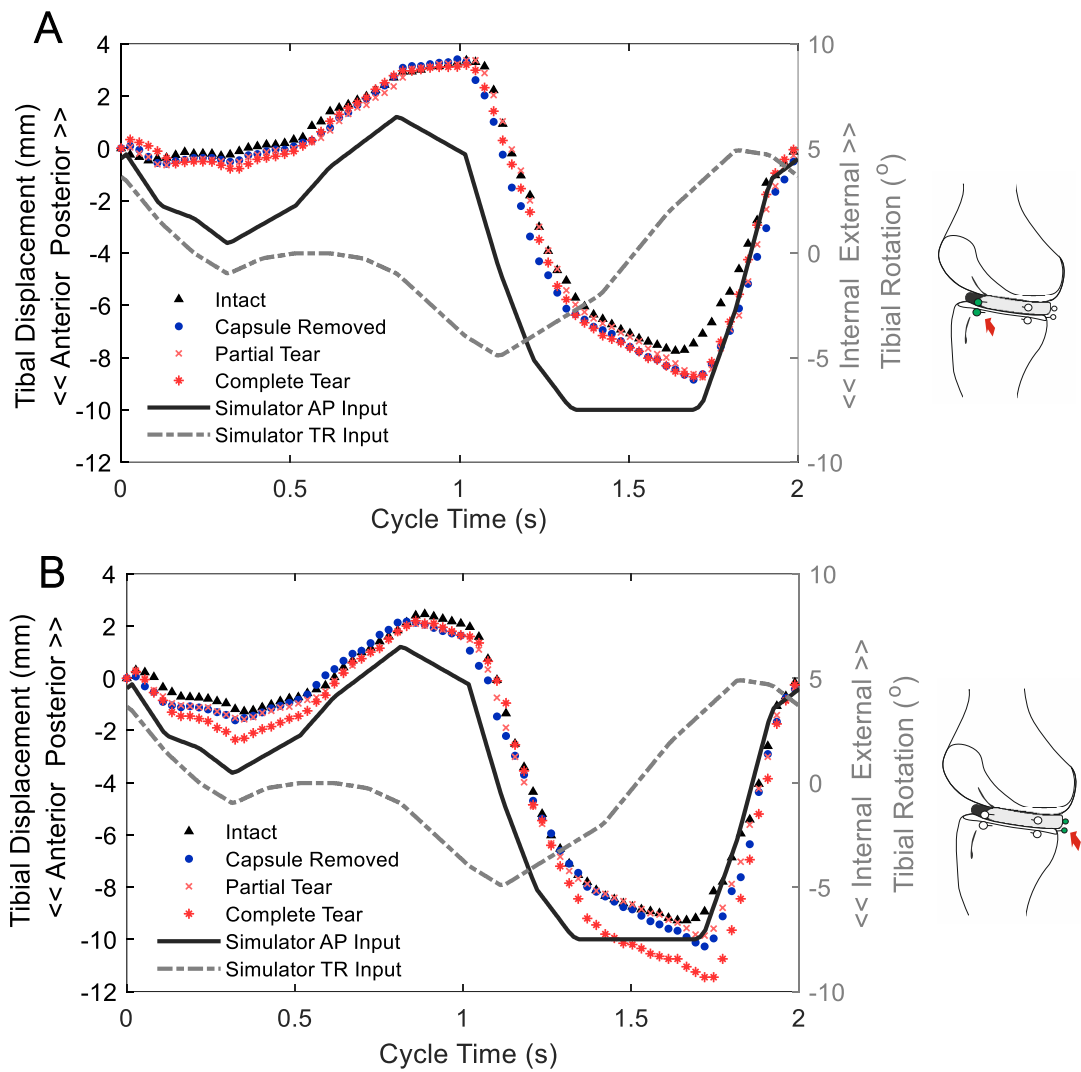 A
4
2
0
-2
-4
-6
-8
-10
-12
Tibal Displacement (mm)
<< Anterior  Posterior >>
Intact
Capsule Removed
Partial Tear
Complete Tear
Simulator AP Input
Simulator TR Input
10
5
0
-5
-10
<< Internal  External >>
Tibial Rotation (°)
0
0.5
1
1.5
2
Cycle Time (s)
B
4
2
0
-2
-4
-6
-8
-10
-12
Tibial Displacement (mm)
<< Anterior  Posterior >>
Intact
Capsule Removed
Partial Tear
Complete Tear
Simulator AP Input
Simulator TR Input
10
5
0
-5
-10
<< Internal  External >>
Tibial Rotation (°)
0
0.5
1
1.5
2
Cycle Time (s)